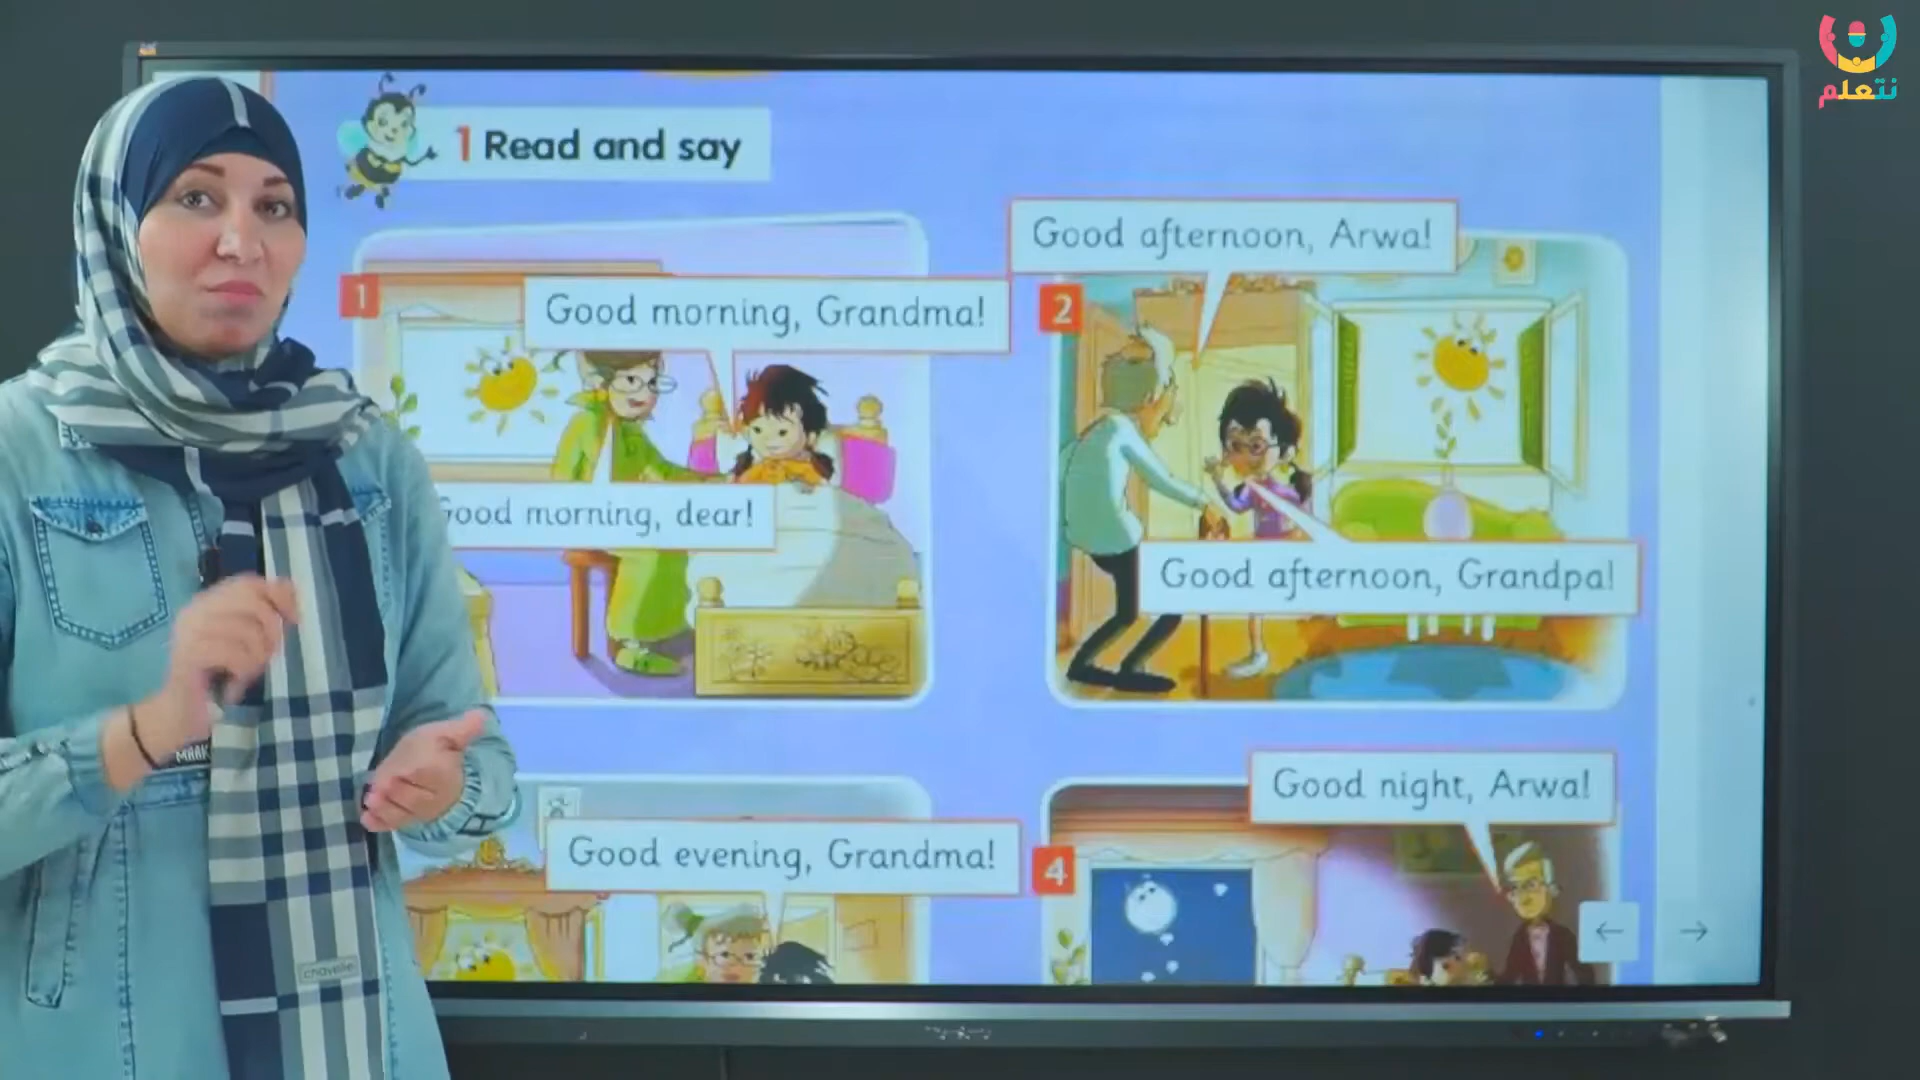 نتعلم
1 Read and say
1
Good morning, Grandma!
Good morning, dear!
2
Good afternoon, Arwa!
Good afternoon, Grandpa!
Good evening, Grandma!
4
Good night, Arwa!
chavelle